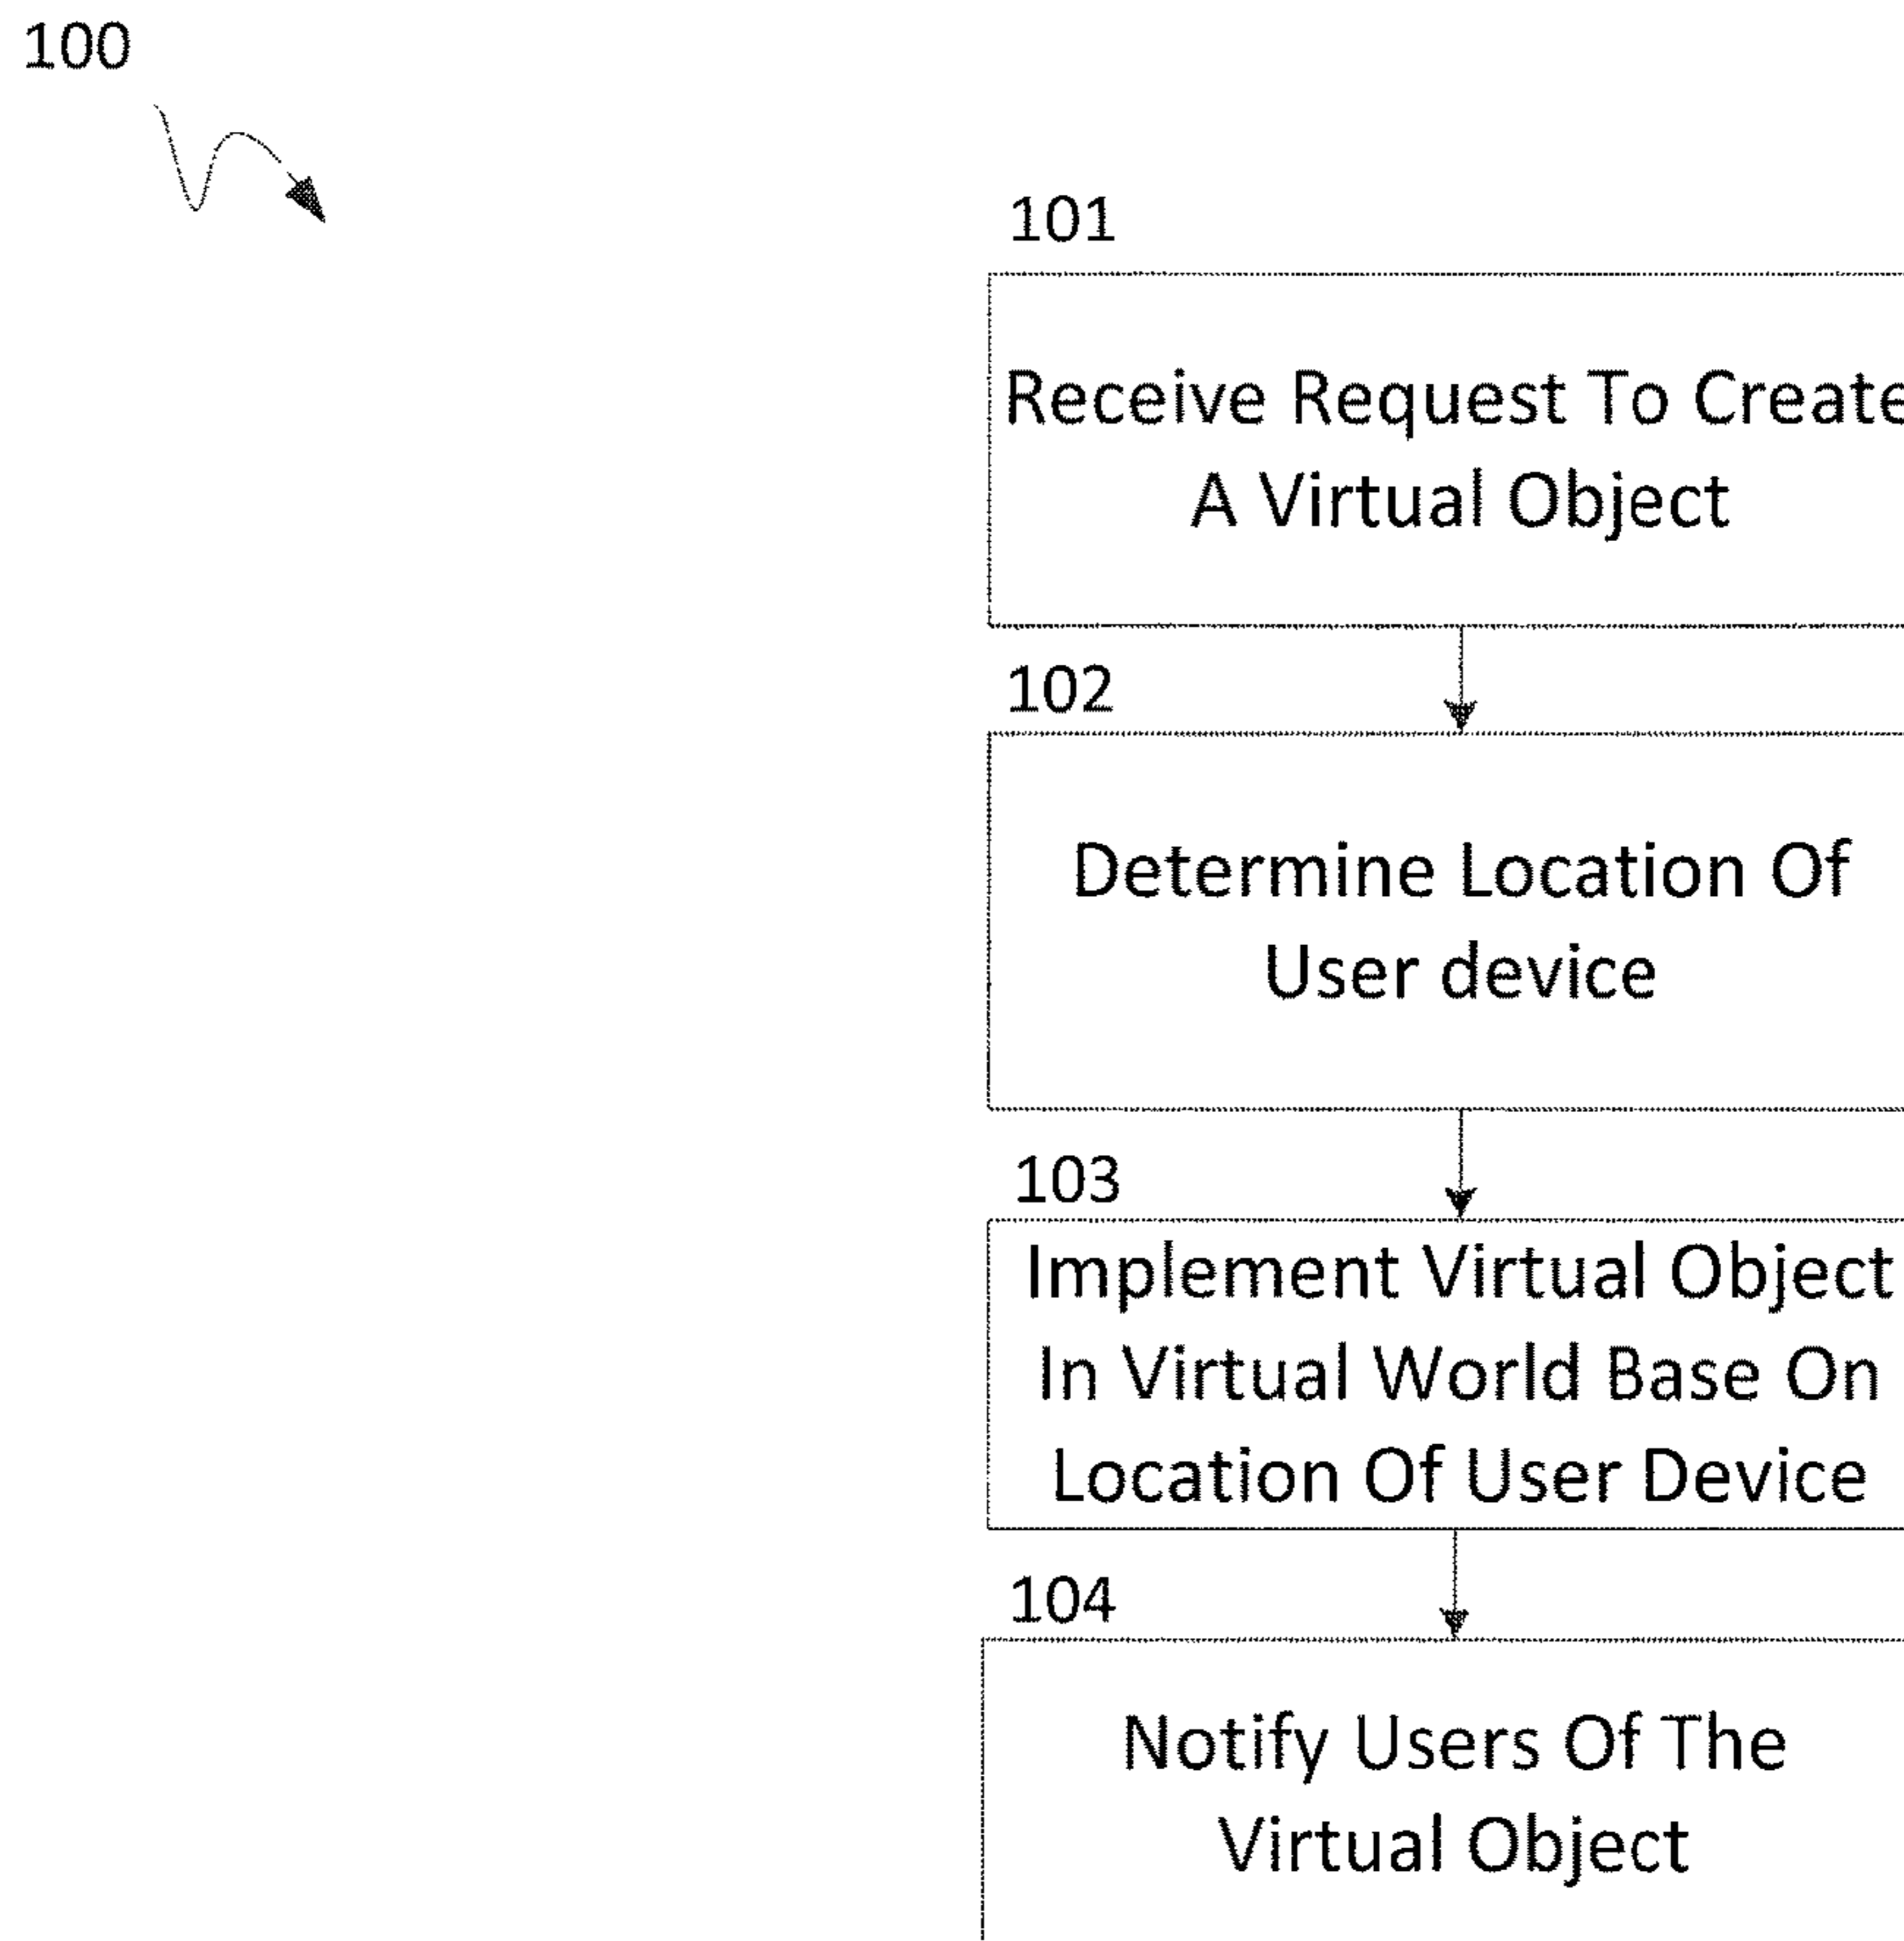 100
101
Receive Request To Create
A Virtual Object
102
Determine Location Of
User device
103
Implement Virtual Object
In Virtual World Base On
Location Of User Device
104
Notify Users Of The
Virtual Object